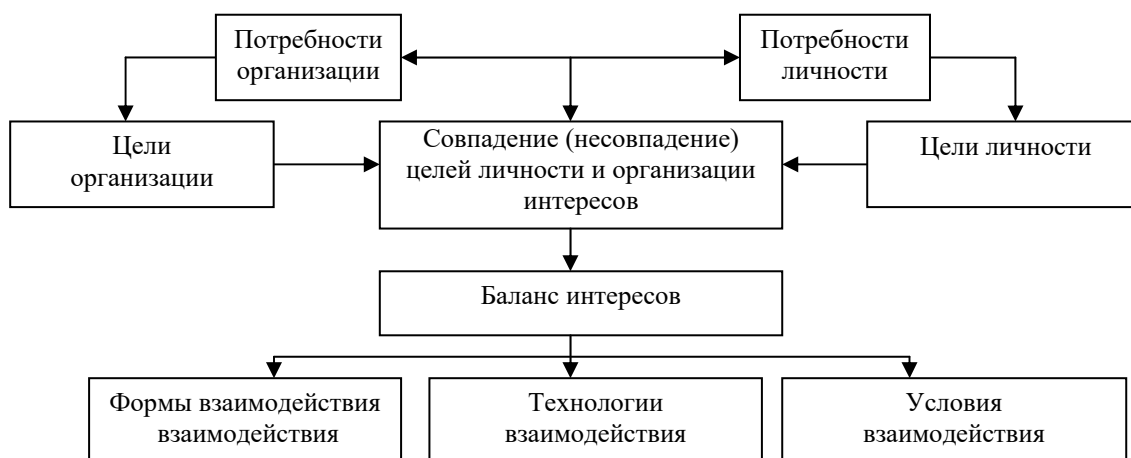 Потребности
организации
Потребности
личности
Цели
организации
Совпадение (несовпадение)
целей личности и организации
интересов
Цели личности
Баланс интересов
Формы взаимодействия
взаимодействия
Технологии
взаимодействия
Условия
взаимодействия